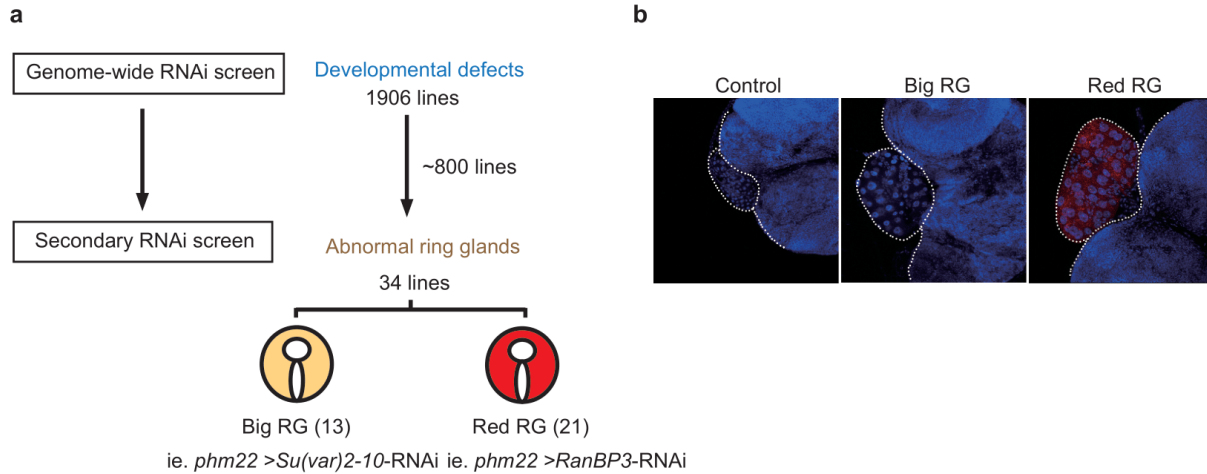 a
Genome-wide RNAi screen
Developmental defects
1906 lines
~800 lines
Secondary RNAi screen
Abnormal ring glands
34 lines
Big RG (13)
Red RG (21)
ie. phm22 >Su(var)2-10-RNAi
ie. phm22 >RanBP3-RNAi
b
Control
Big RG
Red RG